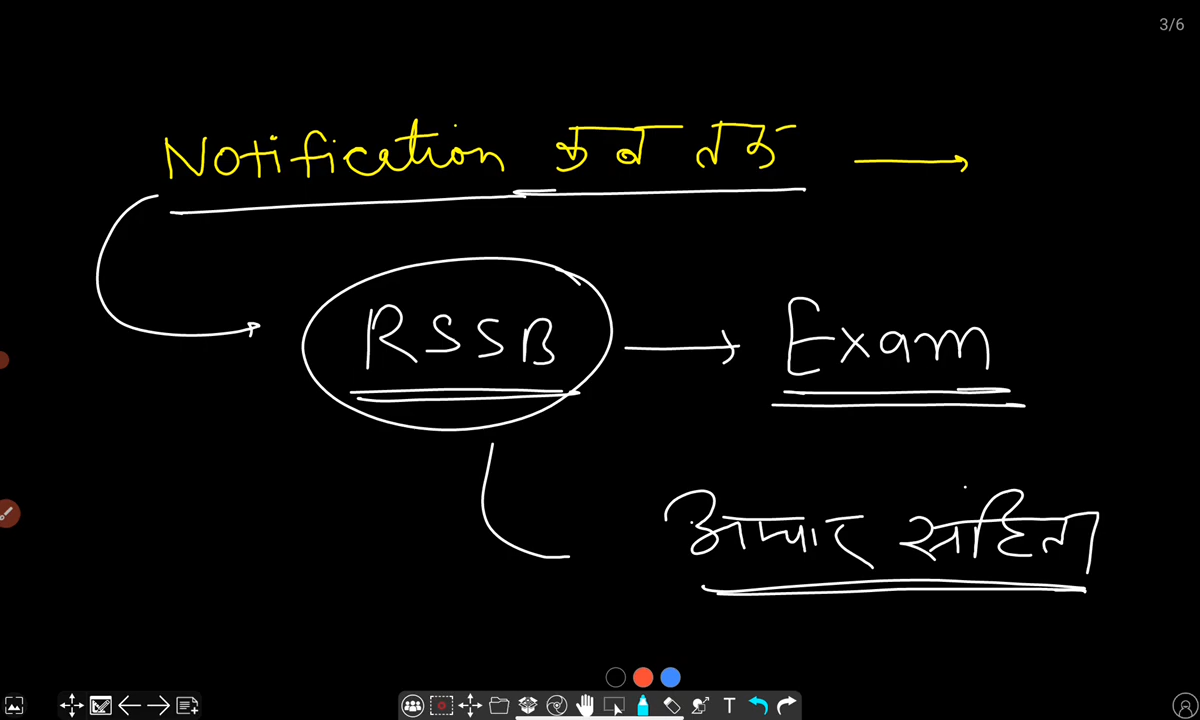 3/6
Notification कब तक
RSSB → Exam
आचार संहिता
T